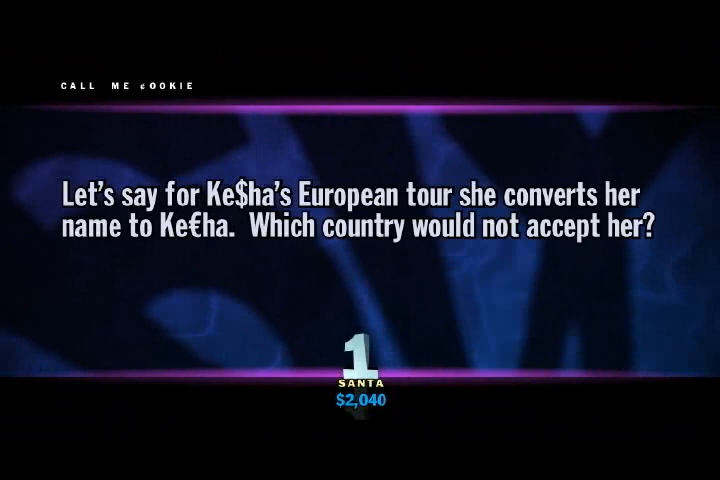 CALL ME ¢OOKIE
Let's say for Ke$ha's European tour she converts her
name to Ke€ha. Which country would not accept her?
1
SANTA
$2,040